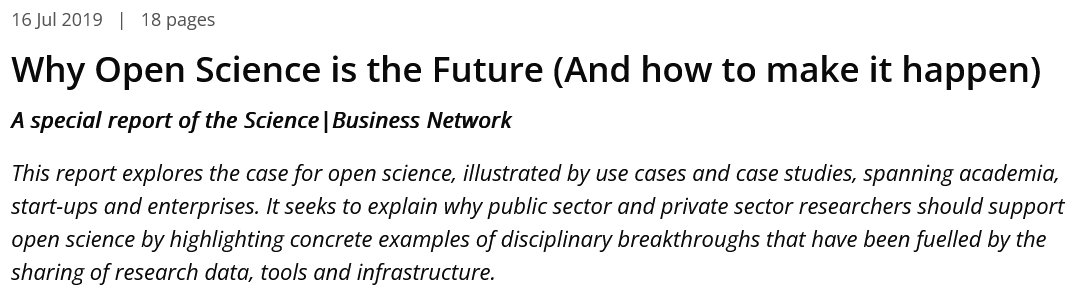 16 Jul 2019 | 18 pages
Why Open Science is the Future (And how to make it happen)
A special report of the Science|Business Network
This report explores the case for open science, illustrated by use cases and case studies, spanning academia,
start-ups and enterprises. It seeks to explain why public sector and private sector researchers should support
open science by highlighting concrete examples of disciplinary breakthroughs that have been fuelled by the
sharing of research data, tools and infrastructure.